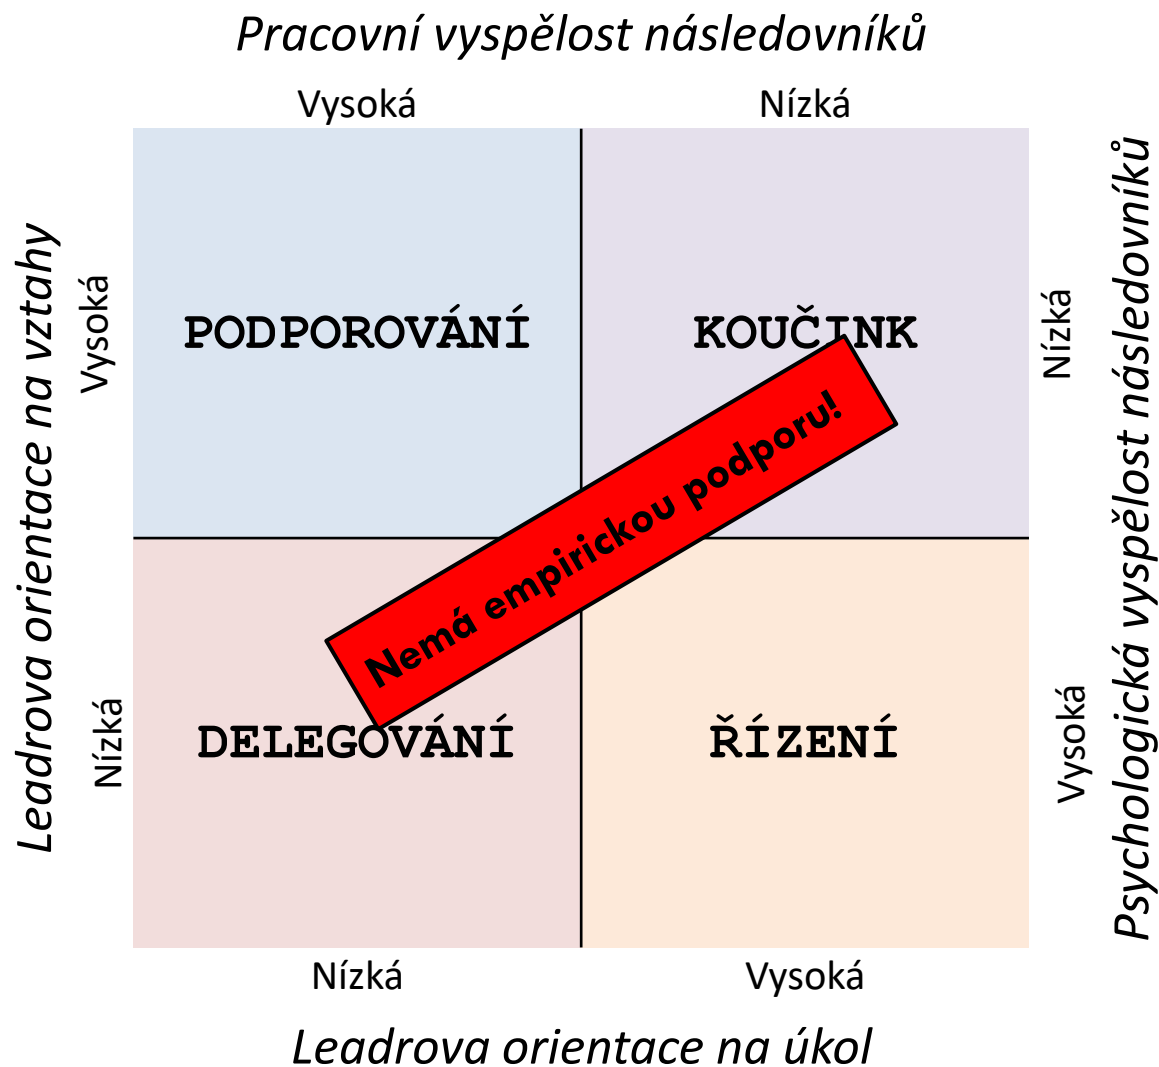 Pracovní vyspělost následovníků
Vysoká
Nízká
Leadrova orientace na vztahy
Vysoká
Nízká
PODPOROVÁNÍ
KOUČINK
Nemá empirickou podporu!
DELEGOVÁNÍ
ŘÍZENÍ
Nízká
Vysoká
Psychologická vyspělost následovníků
Nízká
Vysoká
Leadrova orientace na úkol